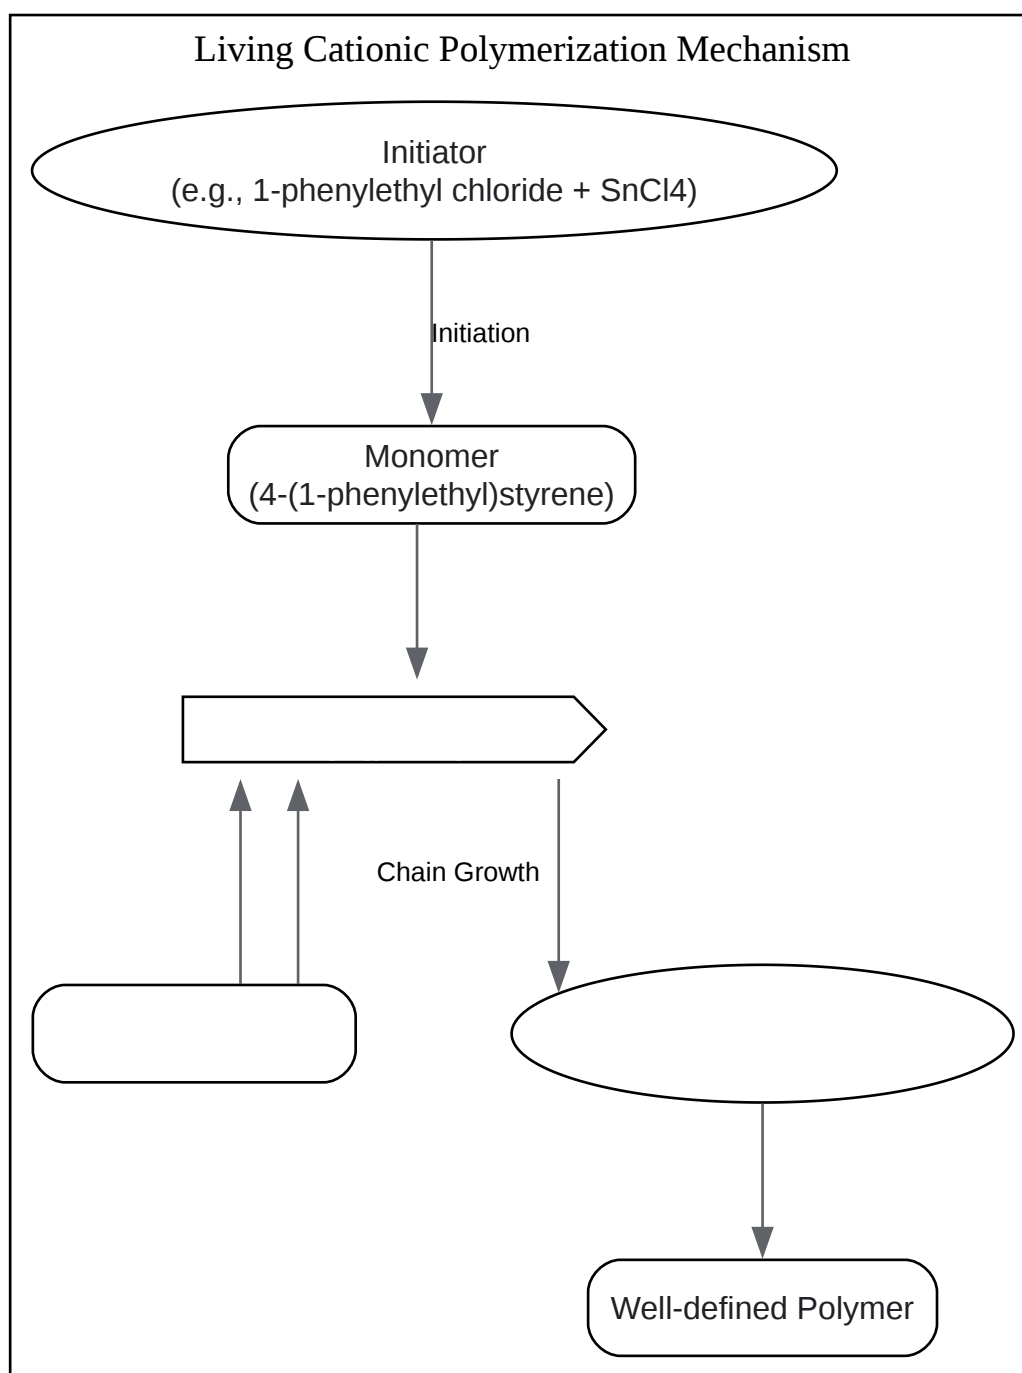 Living Cationic Polymerization Mechanism
Initiator
(e.g., 1-phenylethyl chloride + SnCl4)
Initiation
Monomer
(4-(1-phenylethyl)styrene)
Chain Growth
Well-defined Polymer